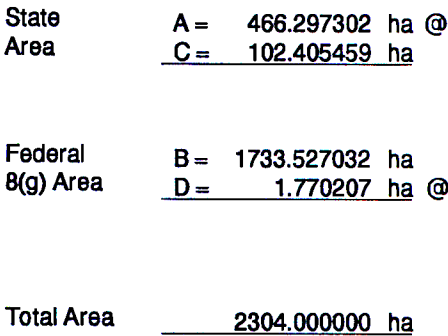 State A = 466.297302 ha @
Area C = 102.405459 ha
Federal B = 1733.527032 ha
8(g) Area D = 1.770207 ha @
Total Area 2304.000000 ha